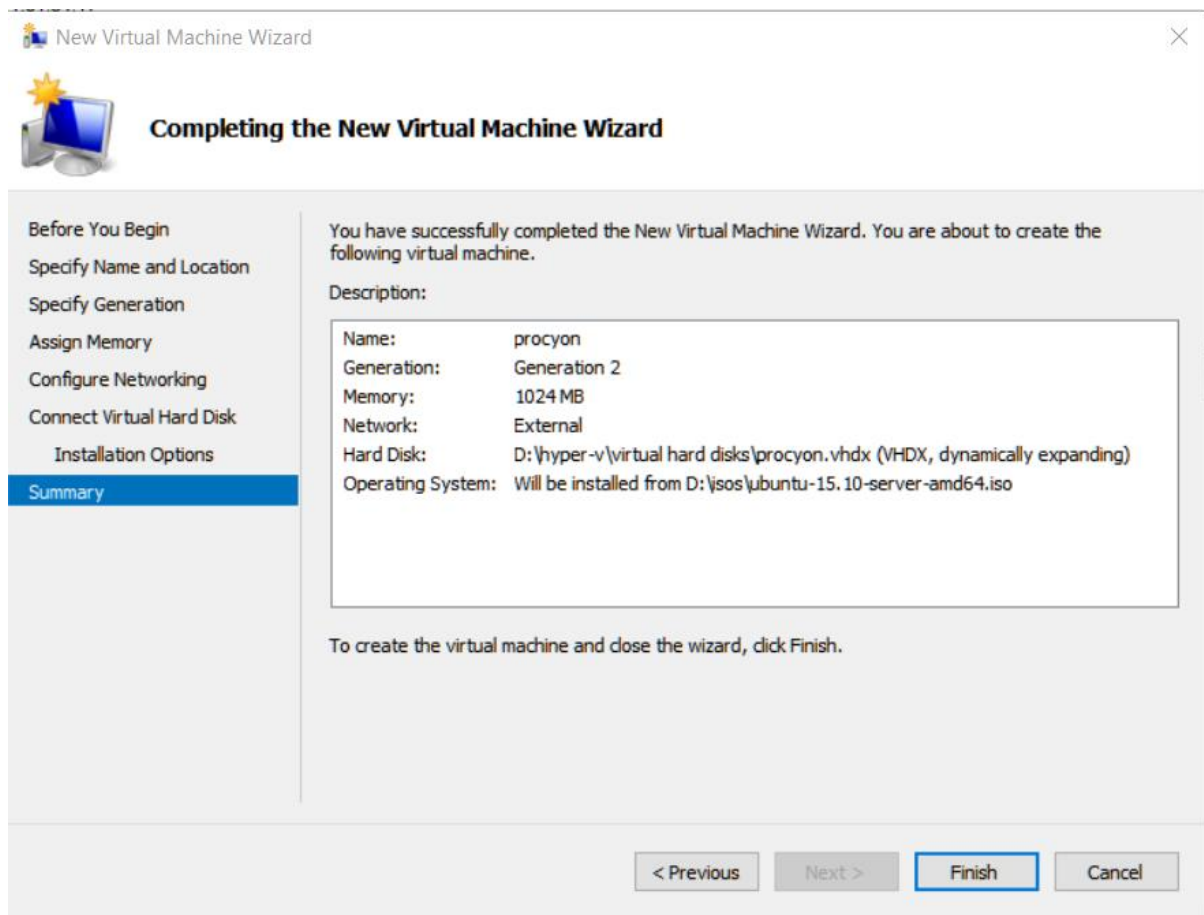 New Virtual Machine Wizard
Completing the New Virtual Machine Wizard
Before You Begin
Specify Name and Location
Specify Generation
Assign Memory
Configure Networking
Connect Virtual Hard Disk
Installation Options
Summary
You have successfully completed the New Virtual Machine Wizard. You are about to create the
following virtual machine.
Description:
Name: procyon
Generation: Generation 2
Memory: 1024 MB
Network: External
Hard Disk: D:\hyper-v\virtual hard disks\procyon.vhdx (VHDX, dynamically expanding)
Operating System: Will be installed from D:\isos\ubuntu-15.10-server-amd64.iso
To create the virtual machine and close the wizard, click Finish.
< Previous
Next >
Finish
Cancel